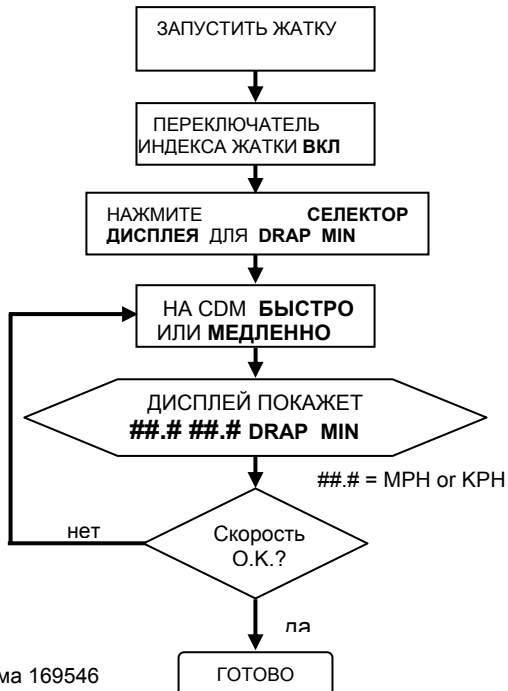 ЗАПУСТИТЬ ЖАТКУ
ПЕРЕКЛЮЧАТЕЛЬ
ИНДЕКСА ЖАТКИ ВКЛ
НАЖМИТЕ СЕЛЕКТОР
ДИСПЛЕЯ ДЛЯ DRAP MIN
НА CDM БЫСТРО
ИЛИ МЕДЛЕННО
ДИСПЛЕЙ ПОКАЖЕТ
##.# ##.# DRAP MIN
##.# = MPH or KPH
нет
Скорость
O.K.?
да
ма 169546
ГОТОВО